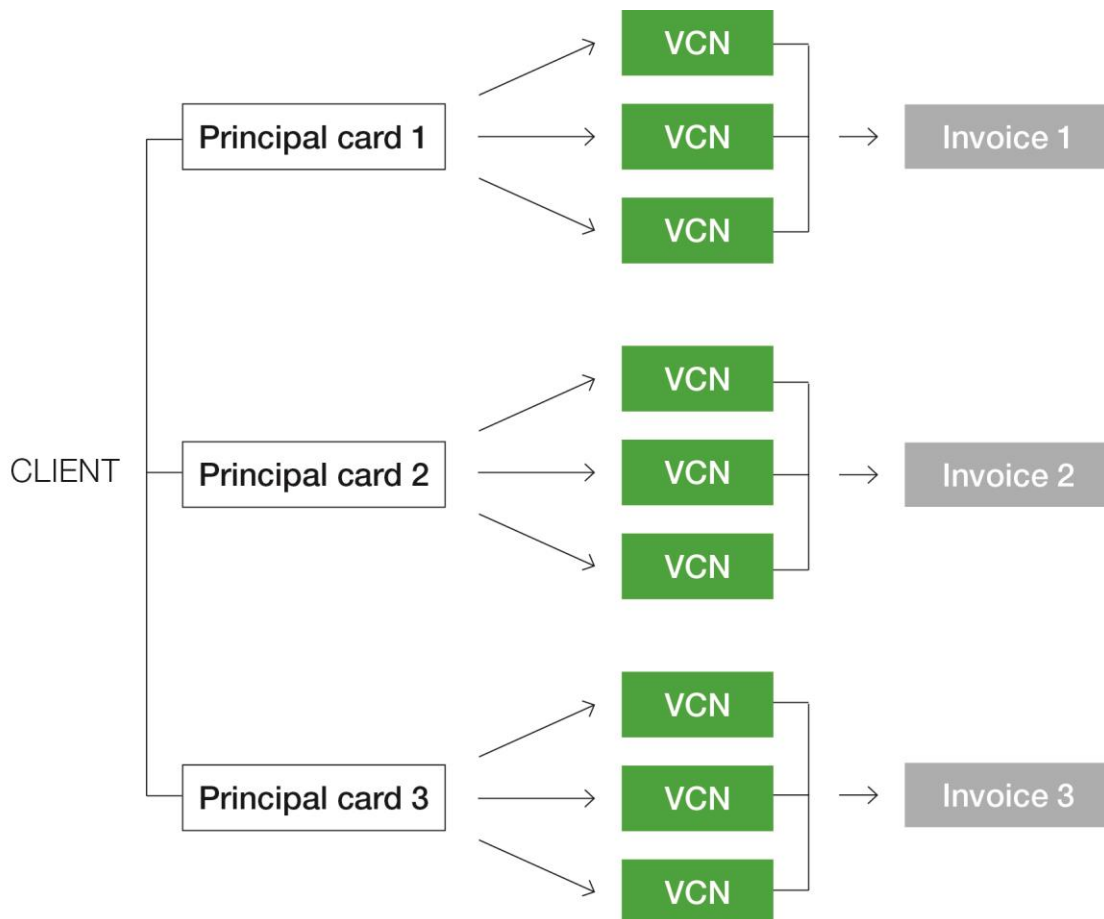 VCN
Principal card 1
VCN
Invoice 1
VCN
VCN
CLIENT
Principal card 2
VCN
Invoice 2
VCN
VCN
Principal card 3
VCN
Invoice 3
VCN